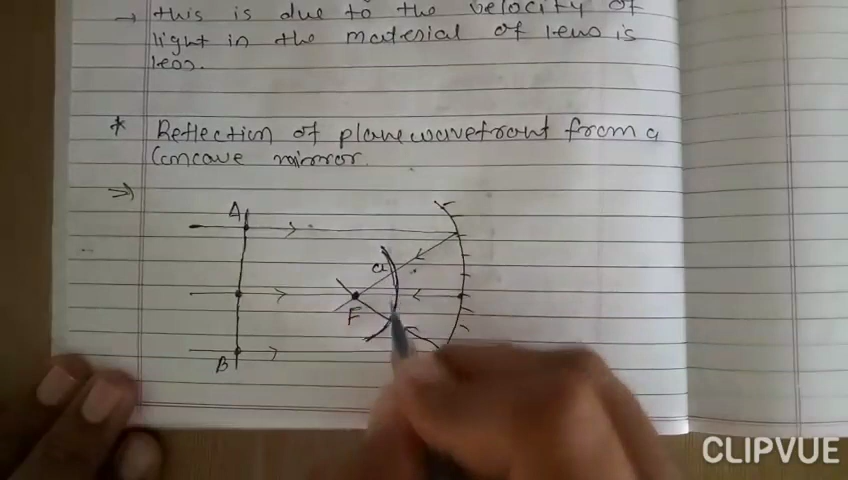 → this is due to the velocity of
light in the material of lens is
less.
* Reflection of plane wavefront from a
Concave mirror.
⇒
A
a
F
B
CLIPVUE